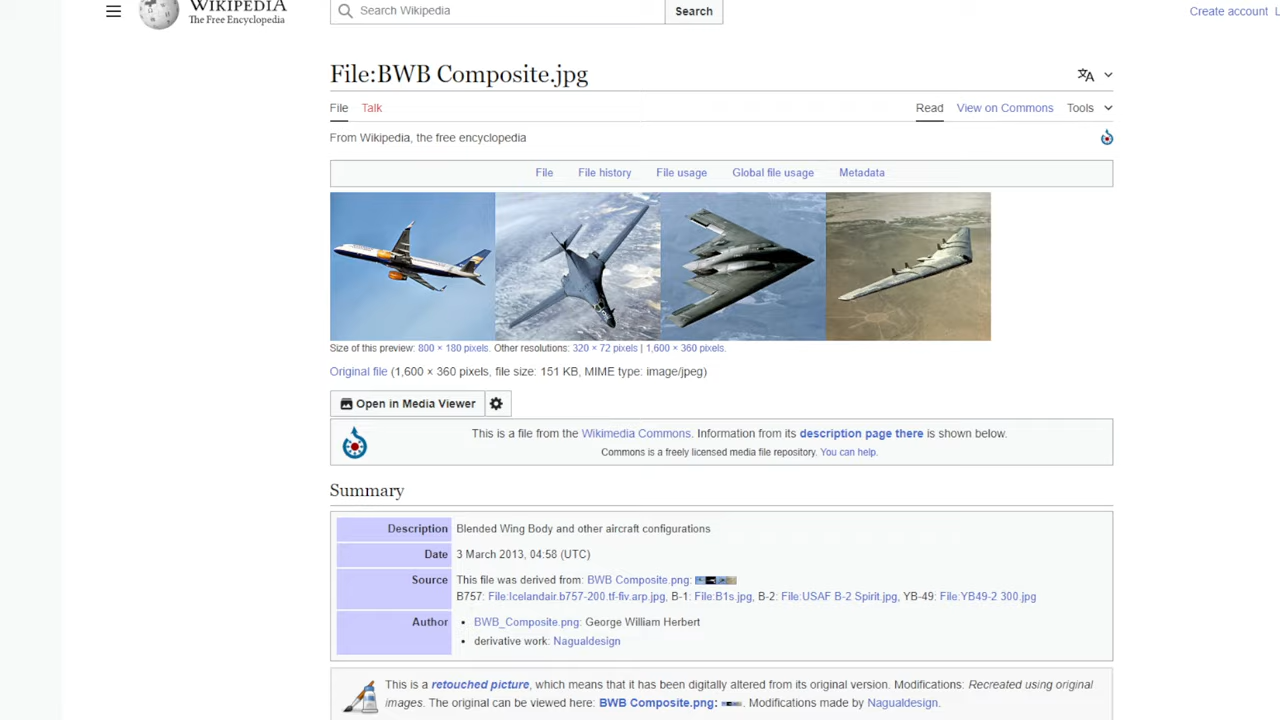 WIKIPEDIA
The Free Encyclopedia
Search Wikipedia
Search
Create account
File:BWB Composite.jpg
File Talk Read View on Commons Tools
From Wikipedia, the free encyclopedia
File File history File usage Global file usage Metadata
Size of this preview: 800 × 180 pixels. Other resolutions: 320 × 72 pixels | 1,600 × 360 pixels.
Original file (1,600 × 360 pixels, file size: 151 KB, MIME type: image/jpeg)
Open in Media Viewer
This is a file from the Wikimedia Commons. Information from its description page there is shown below.
Commons is a freely licensed media file repository. You can help.
Summary
Description Blended Wing Body and other aircraft configurations
Date 3 March 2013, 04:58 (UTC)
Source This file was derived from: BWB Composite.png:
B757: File:Icelandair.b757-200.tf-fiv.arp.jpg, B-1: File:B1s.jpg, B-2: File:USAF B-2 Spirit.jpg, YB-49: File:YB49-2 300.jpg
Author • BWB_Composite.png: George William Herbert
• derivative work: Nagualdesign
This is a retouched picture, which means that it has been digitally altered from its original version. Modifications: Recreated using original
images. The original can be viewed here: BWB Composite.png: . Modifications made by Nagualdesign.